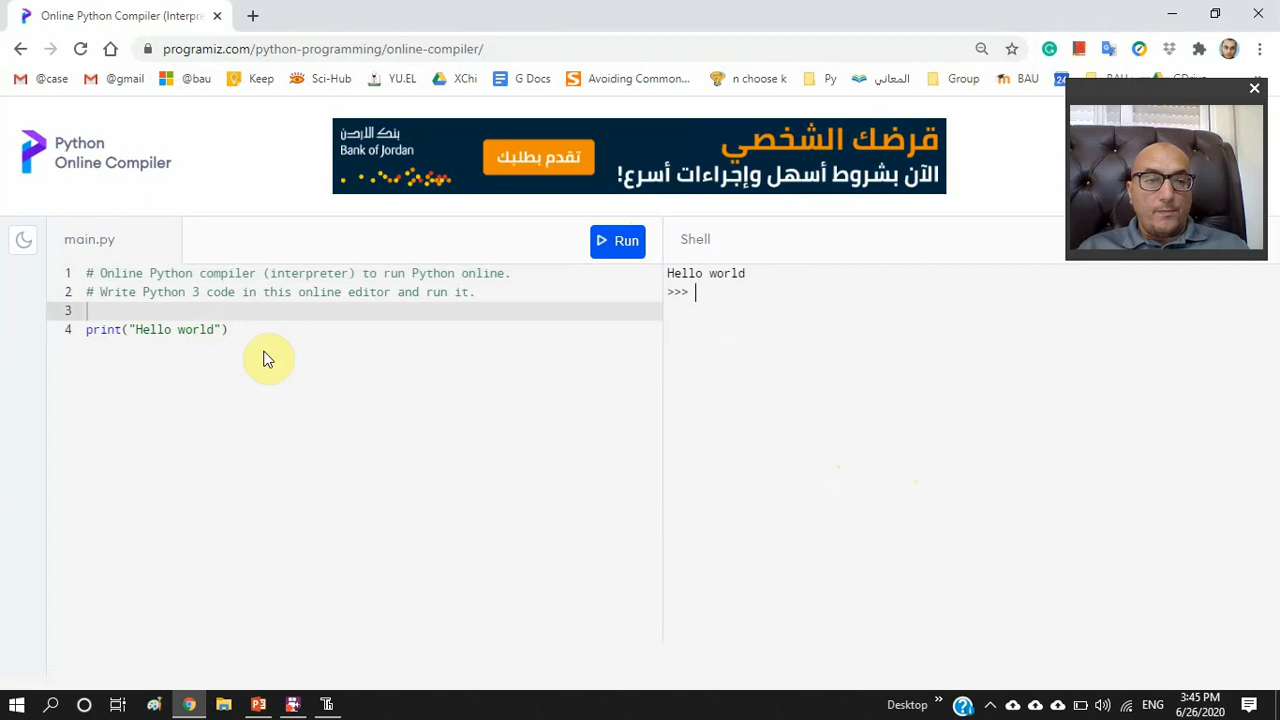 Online Python Compiler (Interpre
programiz.com/python-programming/online-compiler/
@case
@gmail
@bau
Keep
Sci-Hub
YU.EL
XChi
G Docs
Avoiding Common...
n choose k
Py
المعاني
Group
BAU
24
Python
Online Compiler
بنك الاردن
Bank of Jordan
تقدم بطلبك
قرضك الشخصي
الآن بشروط أسهل وإجراءات أسرع!
main.py
Run
Shell
1 # Online Python compiler (interpreter) to run Python online.
2 # Write Python 3 code in this online editor and run it.
3
4 print("Hello world")
Hello world
>>>
Desktop
ENG
3:45 PM
6/26/2020